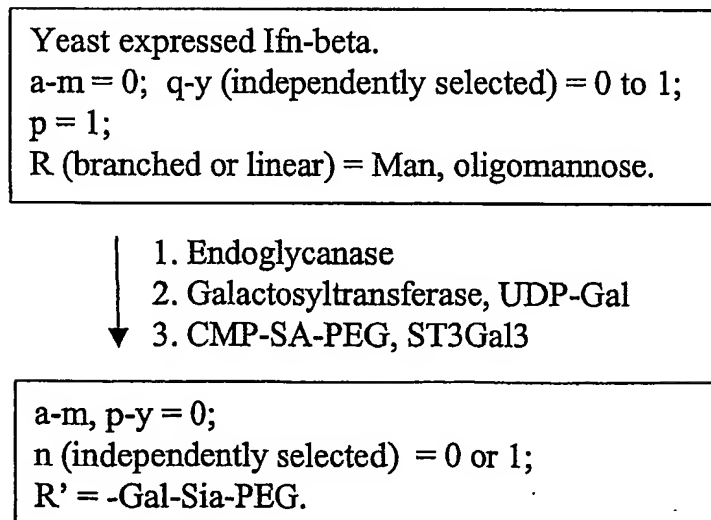 Yeast expressed Ifn-beta.
a-m = 0; q-y (independently selected) = 0 to 1;
p = 1;
R (branched or linear) = Man, oligomannose.
1. Endoglycanase
2. Galactosyltransferase, UDP-Gal
3. CMP-SA-PEG, ST3Gal3
a-m, p-y = 0;
n (independently selected) = 0 or 1;
R' = -Gal-Sia-PEG.